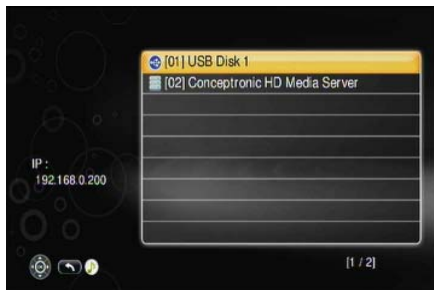 [01] USB Disk 1
[02] Conceptronic HD Media Server
IP :
192.168.0.200
[1 / 2]